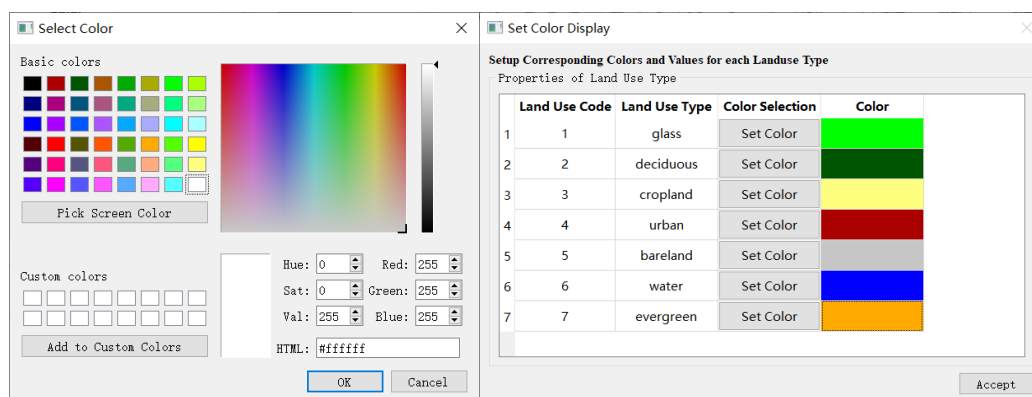 Select Color
Basic colors
Pick Screen Color
Custom colors
Add to Custom Colors
Hue: 0 Red: 255
Sat: 0 Green: 255
Val: 255 Blue: 255
HTML: #ffffff
OK Cancel
Set Color Display
Setup Corresponding Colors and Values for each Landuse Type
Properties of Land Use Type
Land Use Code Land Use Type Color Selection Color
1 1 glass Set Color
2 2 deciduous Set Color
3 3 cropland Set Color
4 4 urban Set Color
5 5 bareland Set Color
6 6 water Set Color
7 7 evergreen Set Color
Accept